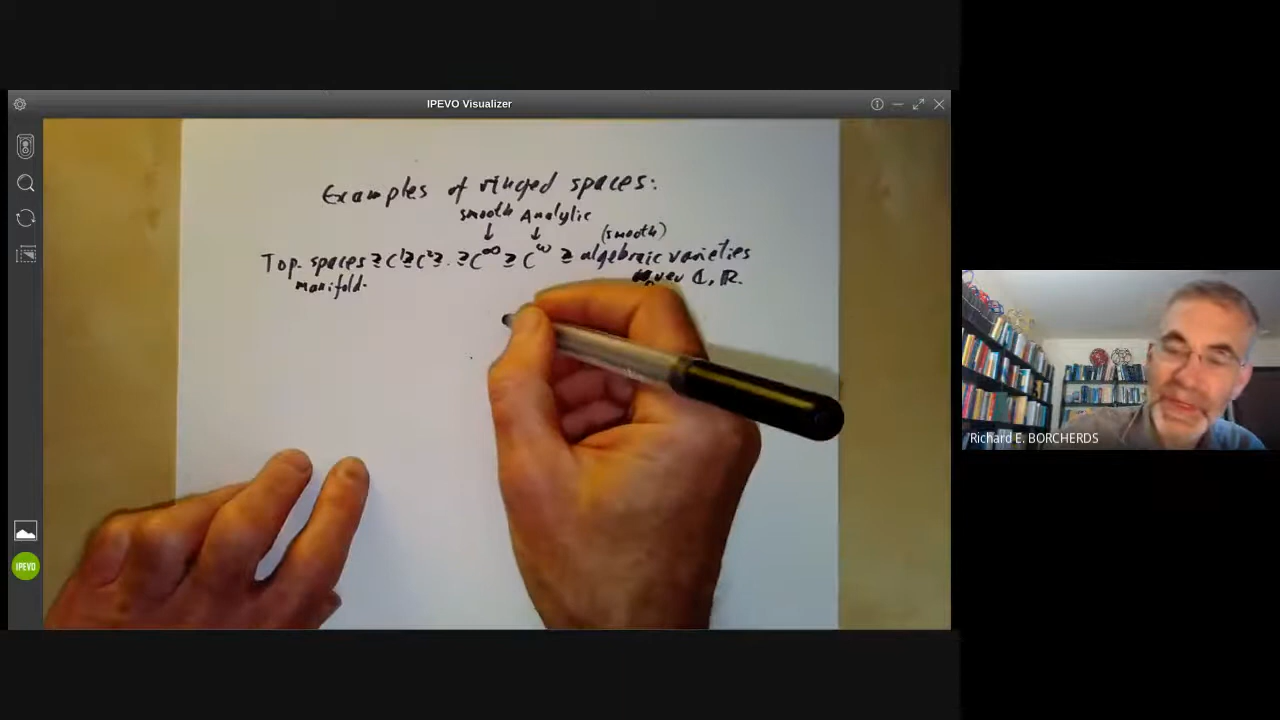 IPEVO Visualizer
Examples of ringed spaces:
smooth Analytic
↓ ↓ (smooth)
Top. spaces ≥ C¹ ≥ C² ≥ . ≥ C^∞ ≥ C^ω ≥ algebraic varieties
manifold. over ℂ, ℝ.
Richard E. BORCHERDS
IPEVO